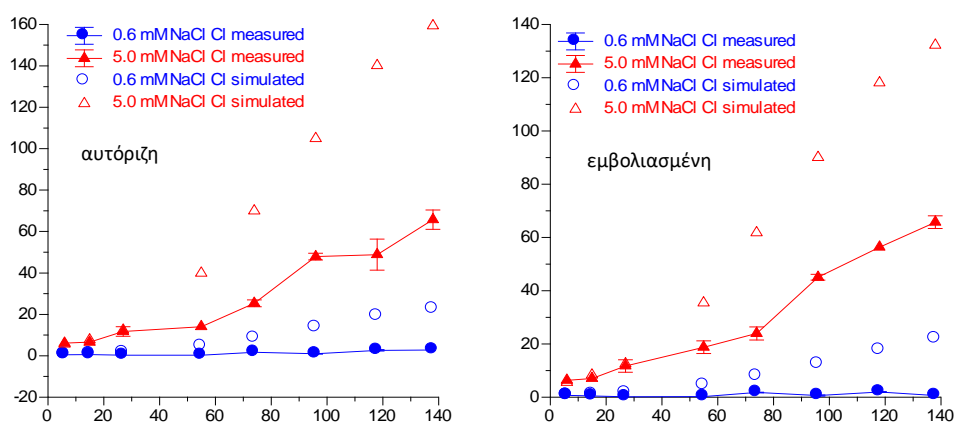 160
140
120
100
80
60
40
20
0
-20
0.6 mMNaCl Cl measured
5.0 mMNaCl Cl measured
0.6 mMNaCl Cl simulated
5.0 mMNaCl Cl simulated
αυτόριζη
0 20 40 60 80 100 120 140
140
120
100
80
60
40
20
0
0.6 mMNaCl Cl measured
5.0 mMNaCl Cl measured
0.6 mMNaCl Cl simulated
5.0 mMNaCl Cl simulated
εμβολιασμένη
0 20 40 60 80 100 120 140